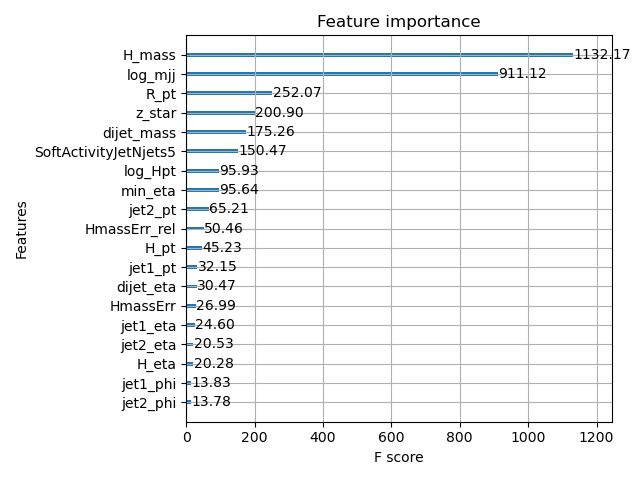 Feature importance
H_mass 1132.17
log_mjj 911.12
R_pt 252.07
z_star 200.90
dijet_mass 175.26
SoftActivityJetNjets5 150.47
log_Hpt 95.93
min_eta 95.64
jet2_pt 65.21
HmassErr_rel 50.46
H_pt 45.23
jet1_pt 32.15
dijet_eta 30.47
HmassErr 26.99
jet1_eta 24.60
jet2_eta 20.53
H_eta 20.28
jet1_phi 13.83
jet2_phi 13.78
Features
0 200 400 600 800 1000 1200
F score